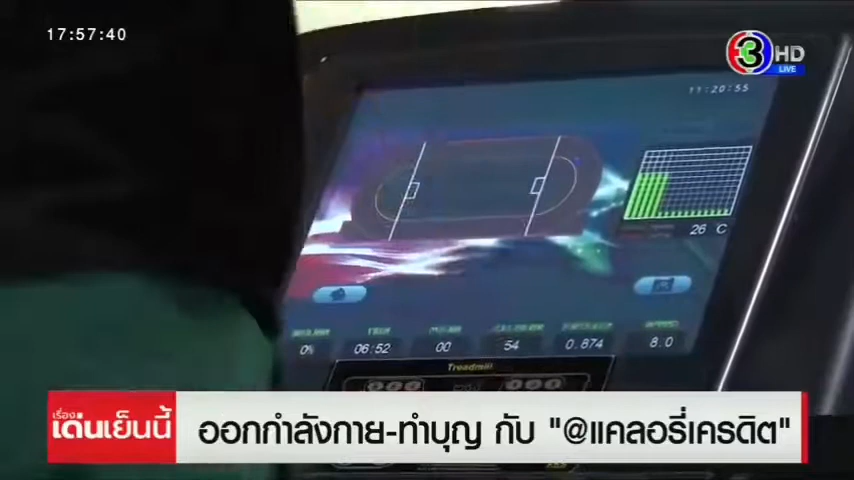 17:57:40
3 HD
LIVE
11:20:55
26 C
0% 06:52 00 54 0.874 8.0
Treadmill
เรื่องเด่นเย็นนี้
ออกกำลังกาย-ทำบุญ กับ "@แคลอรี่เครดิต"